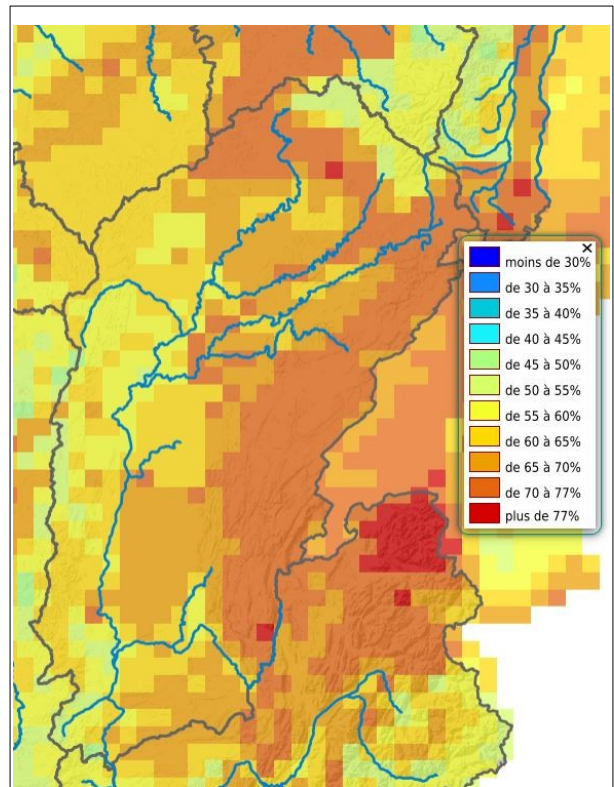 moins de 30%
de 30 à 35%
de 35 à 40%
de 40 à 45%
de 45 à 50%
de 50 à 55%
de 55 à 60%
de 60 à 65%
de 65 à 70%
de 70 à 77%
plus de 77%